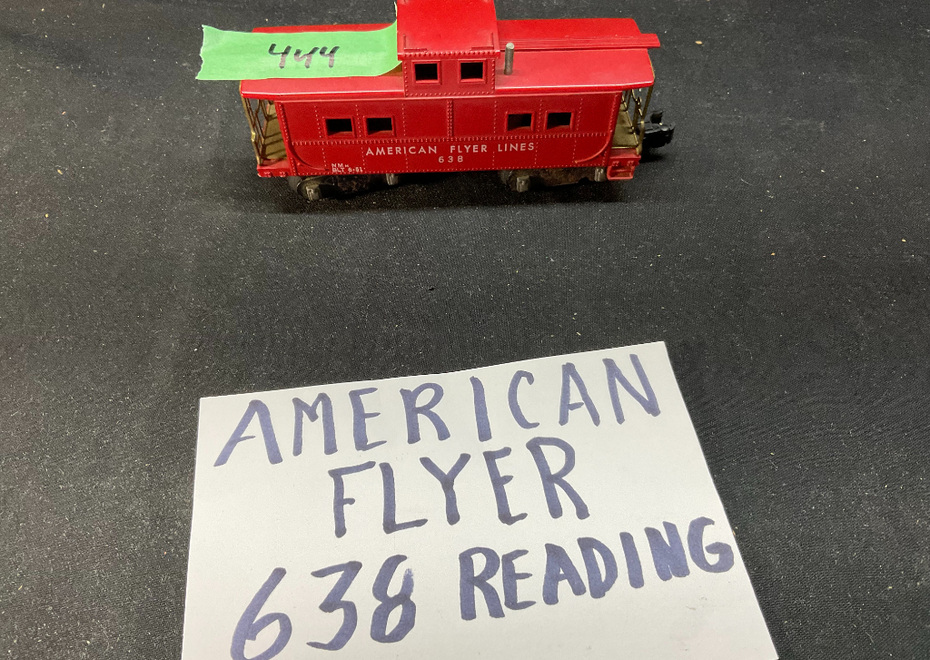 444
AMERICAN FLYER LINES
638
AMERICAN
FLYER
638 READING